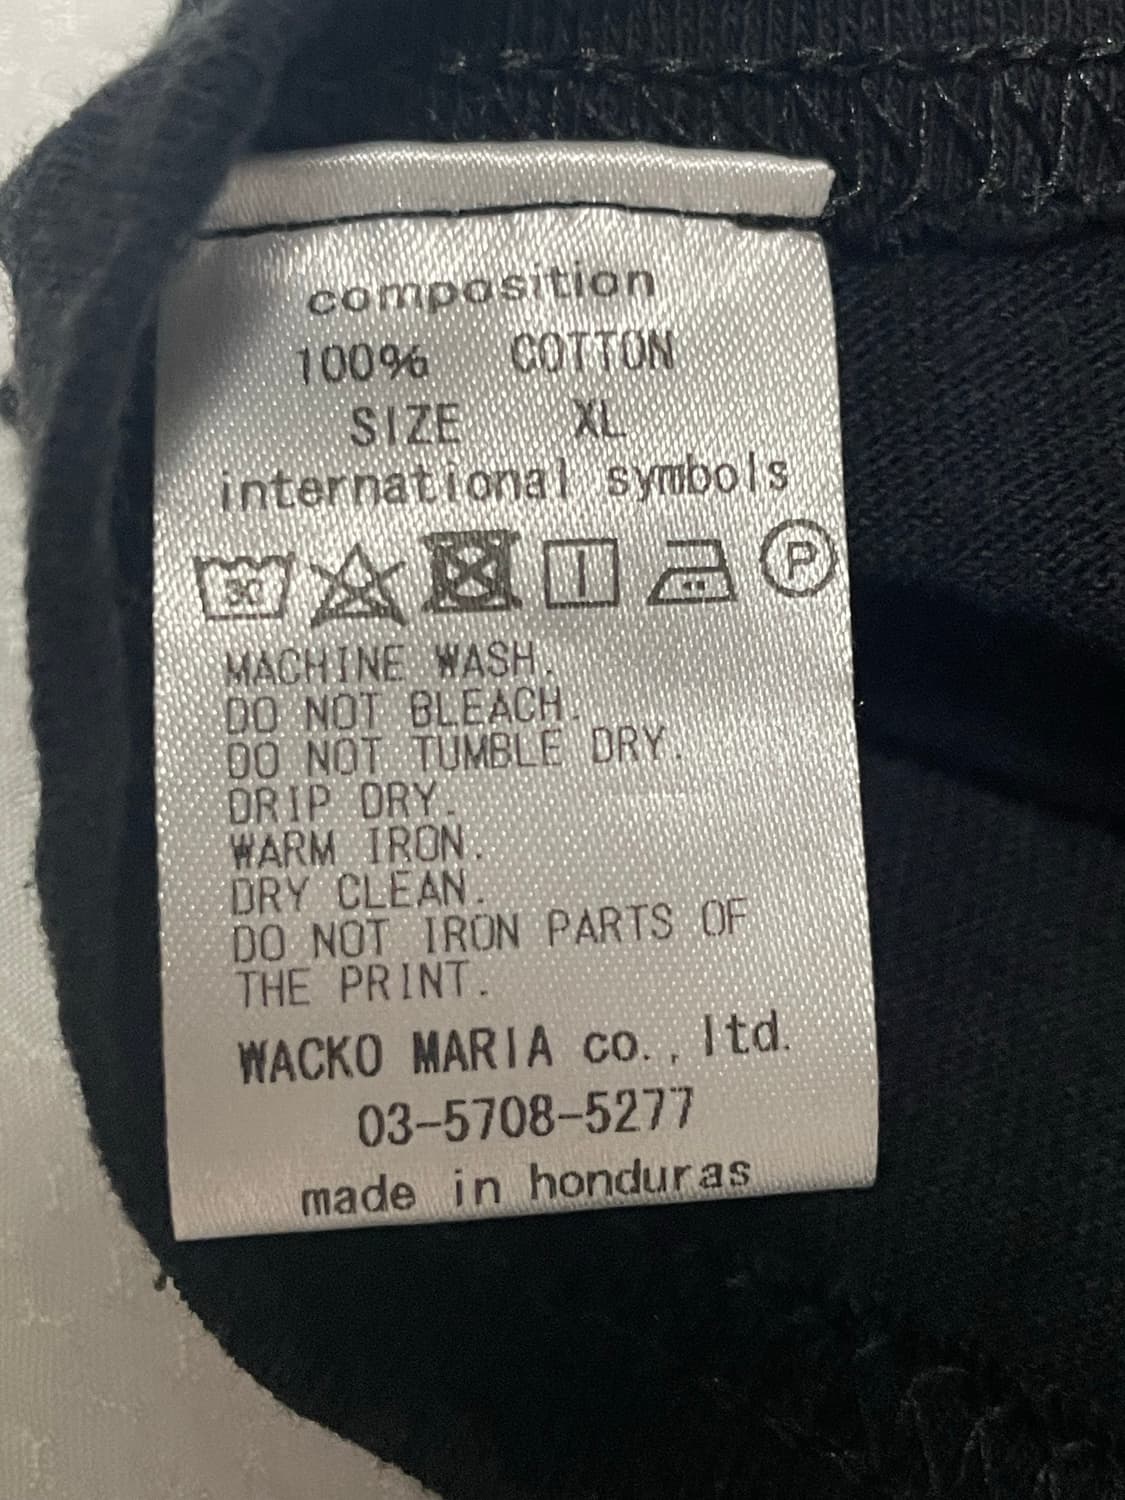 composition
100% COTTON
SIZE XL
international symbols
30 P
MACHINE WASH.
DO NOT BLEACH.
DO NOT TUMBLE DRY.
DRIP DRY.
WARM IRON.
DRY CLEAN.
DO NOT IRON PARTS OF
THE PRINT.
WACKO MARIA co., ltd.
03-5708-5277
made in honduras